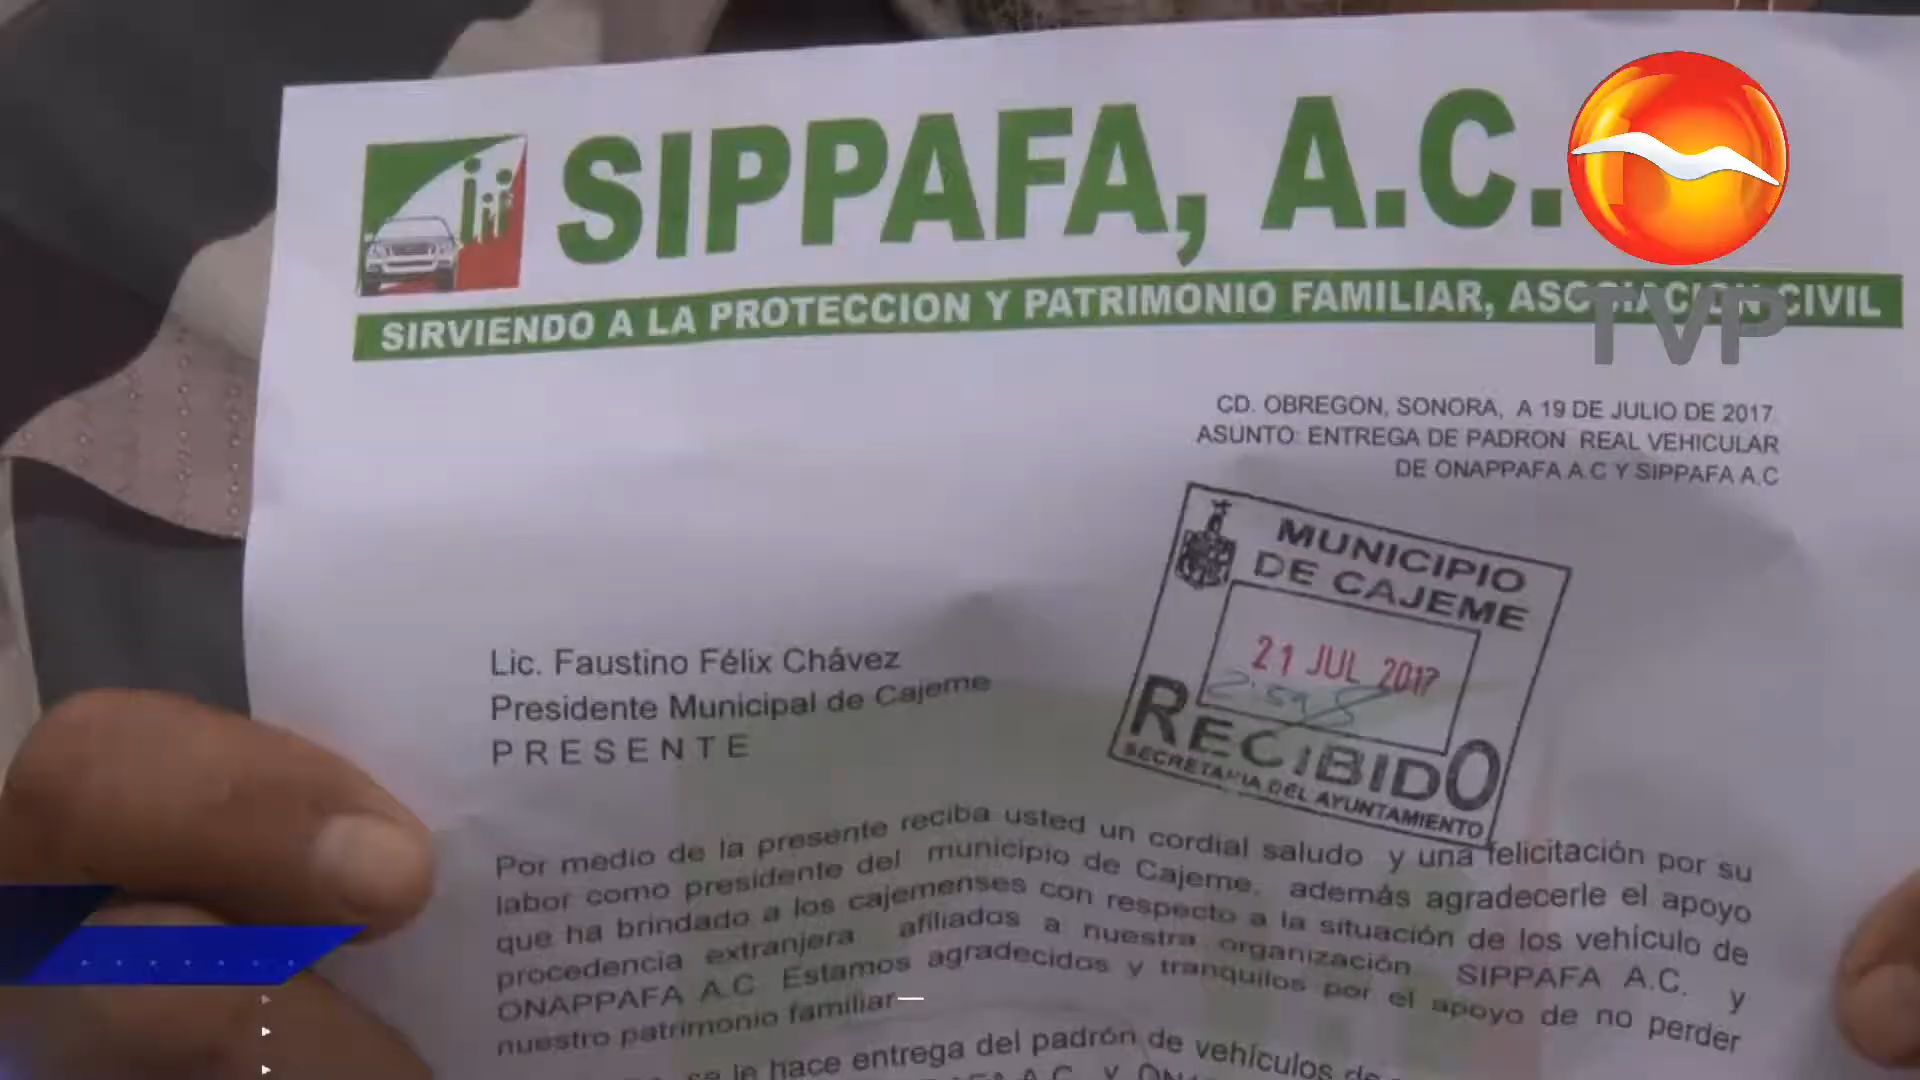 SIPPAFA, A.C.
SIRVIENDO A LA PROTECCION Y PATRIMONIO FAMILIAR, ASOCIACION CIVIL
TVP
CD. OBREGON, SONORA, A 19 DE JULIO DE 2017.
ASUNTO: ENTREGA DE PADRON REAL VEHICULAR
DE ONAPPAFA A.C Y SIPPAFA A.C
MUNICIPIO
DE CAJEME
21 JUL 2017
2:59
RECIBIDO
SECRETARIA DEL AYUNTAMIENTO
Lic. Faustino Félix Chávez
Presidente Municipal de Cajeme
PRESENTE
Por medio de la presente reciba usted un cordial saludo y una felicitación por su
labor como presidente del municipio de Cajeme, además agradecerle el apoyo
que ha brindado a los cajemenses con respecto a la situación de los vehículo de
procedencia extranjera afiliados a nuestra organización SIPPAFA A.C. y
ONAPPAFA A.C Estamos agradecidos y tranquilos por el apoyo de no perder
nuestro patrimonio familiar
se le hace entrega del padrón de vehículos de
A.C. Y